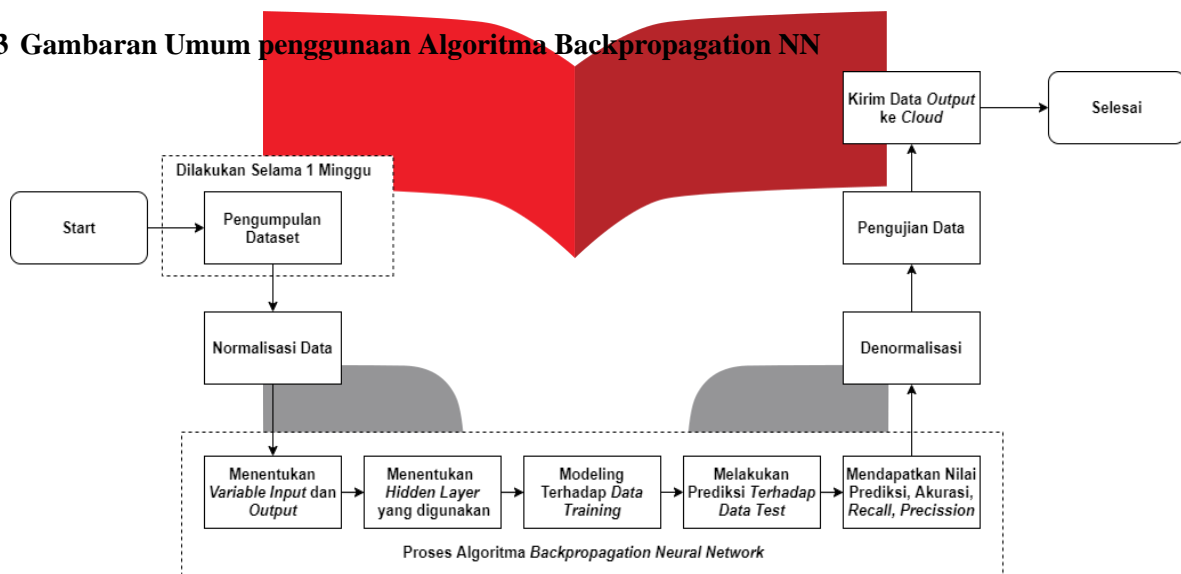 3 Gambaran Umum penggunaan Algoritma Backpropagation NN
Start
Dilakukan Selama 1 Minggu
Pengumpulan
Dataset
Normalisasi Data
Menentukan
Variable Input dan
Output
Menentukan
Hidden Layer
yang digunakan
Modeling
Terhadap Data
Training
Melakukan
Prediksi Terhadap
Data Test
Mendapatkan Nilai
Prediksi, Akurasi,
Recall, Precission
Proses Algoritma Backpropagation Neural Network
Denormalisasi
Pengujian Data
Kirim Data Output
ke Cloud
Selesai